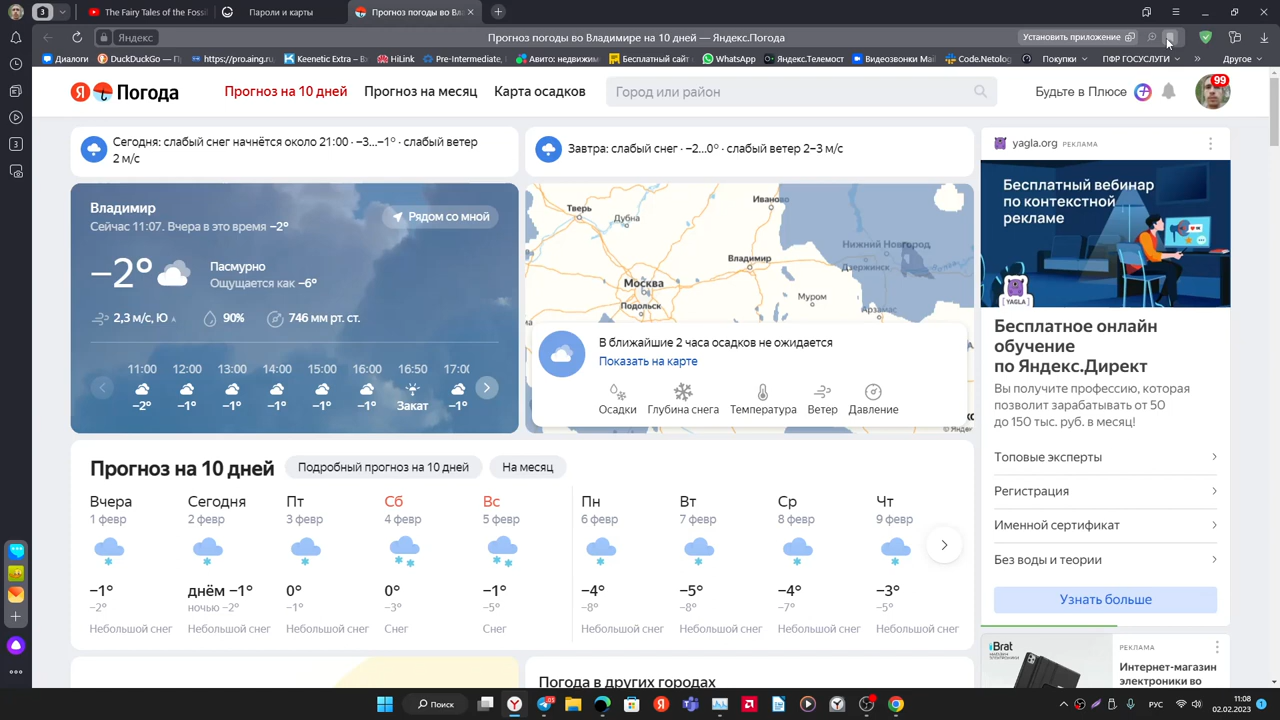 3
The Fairy Tales of the Fossi
Пароли и карты
Прогноз погоды во Вла
Яндекс
Прогноз погоды во Владимире на 10 дней — Яндекс.Погода
Установить приложение
Диалоги
DuckDuckGo — П
https://pro.aing.ru,
Keenetic Extra – W
HiLink
Авито: недвижи
Бесплатный сайт
WhatsApp
Яндекс.Телемост
Видеозвонки Mai
Code.Netolog
Покупки
ПФР ГОСУСЛУГИ
»
Другое
Я Погода
Прогноз на 10 дней
Прогноз на месяц
Карта осадков
Город или район
Будьте в Плюсе
99
Сегодня: слабый снег начнётся около 21:00 · −3…−1° · слабый ветер
2 м/с
Завтра: слабый снег · −2…0° · слабый ветер 2–3 м/с
Владимир
Рядом со мной
Сейчас 11:07. Вчера в это время −2°
−2°
Пасмурно
Ощущается как −6°
2,3 м/с, Ю
90%
746 мм рт. ст.
11:00 12:00 13:00 14:00 15:00 16:00 16:50 17:00
−2° −1° −1° −1° −1° −1° Закат −1°
Тверь
Дубна
Иваново
Нижний Новгород
Владимир
Дзержинск
Москва
Подольск
Муром
Арзамас
В ближайшие 2 часа осадков не ожидается
Показать на карте
Осадки
Глубина снега
Температура
Ветер
Давление
Прогноз на 10 дней
Подробный прогноз на 10 дней
На месяц
Вчера Сегодня Пт Сб Вс Пн Вт Ср Чт
1 февр 2 февр 3 февр 4 февр 5 февр 6 февр 7 февр 8 февр 9 февр
−1° днём −1° 0° 0° −1° −4° −5° −4° −3°
−2° ночью −2° −1° −3° −5° −8° −8° −7° −5°
Небольшой снег Небольшой снег Небольшой снег Снег Снег Небольшой снег Небольшой снег Небольшой снег Небольшой снег
Погода в других городах
yagla.org РЕКЛАМА
Бесплатный вебинар
по контекстной
рекламе
YAGLA
Бесплатное онлайн
обучение
по Яндекс.Директ
Вы получите профессию, которая
позволит зарабатывать от 50
до 150 тыс. руб. в месяц!
Топовые эксперты
Регистрация
Именной сертификат
Без воды и теории
Узнать больше
iBrat
РЕКЛАМА
Интернет-магазин
электроники во
3
Поиск
РУС
11:08
02.02.2023